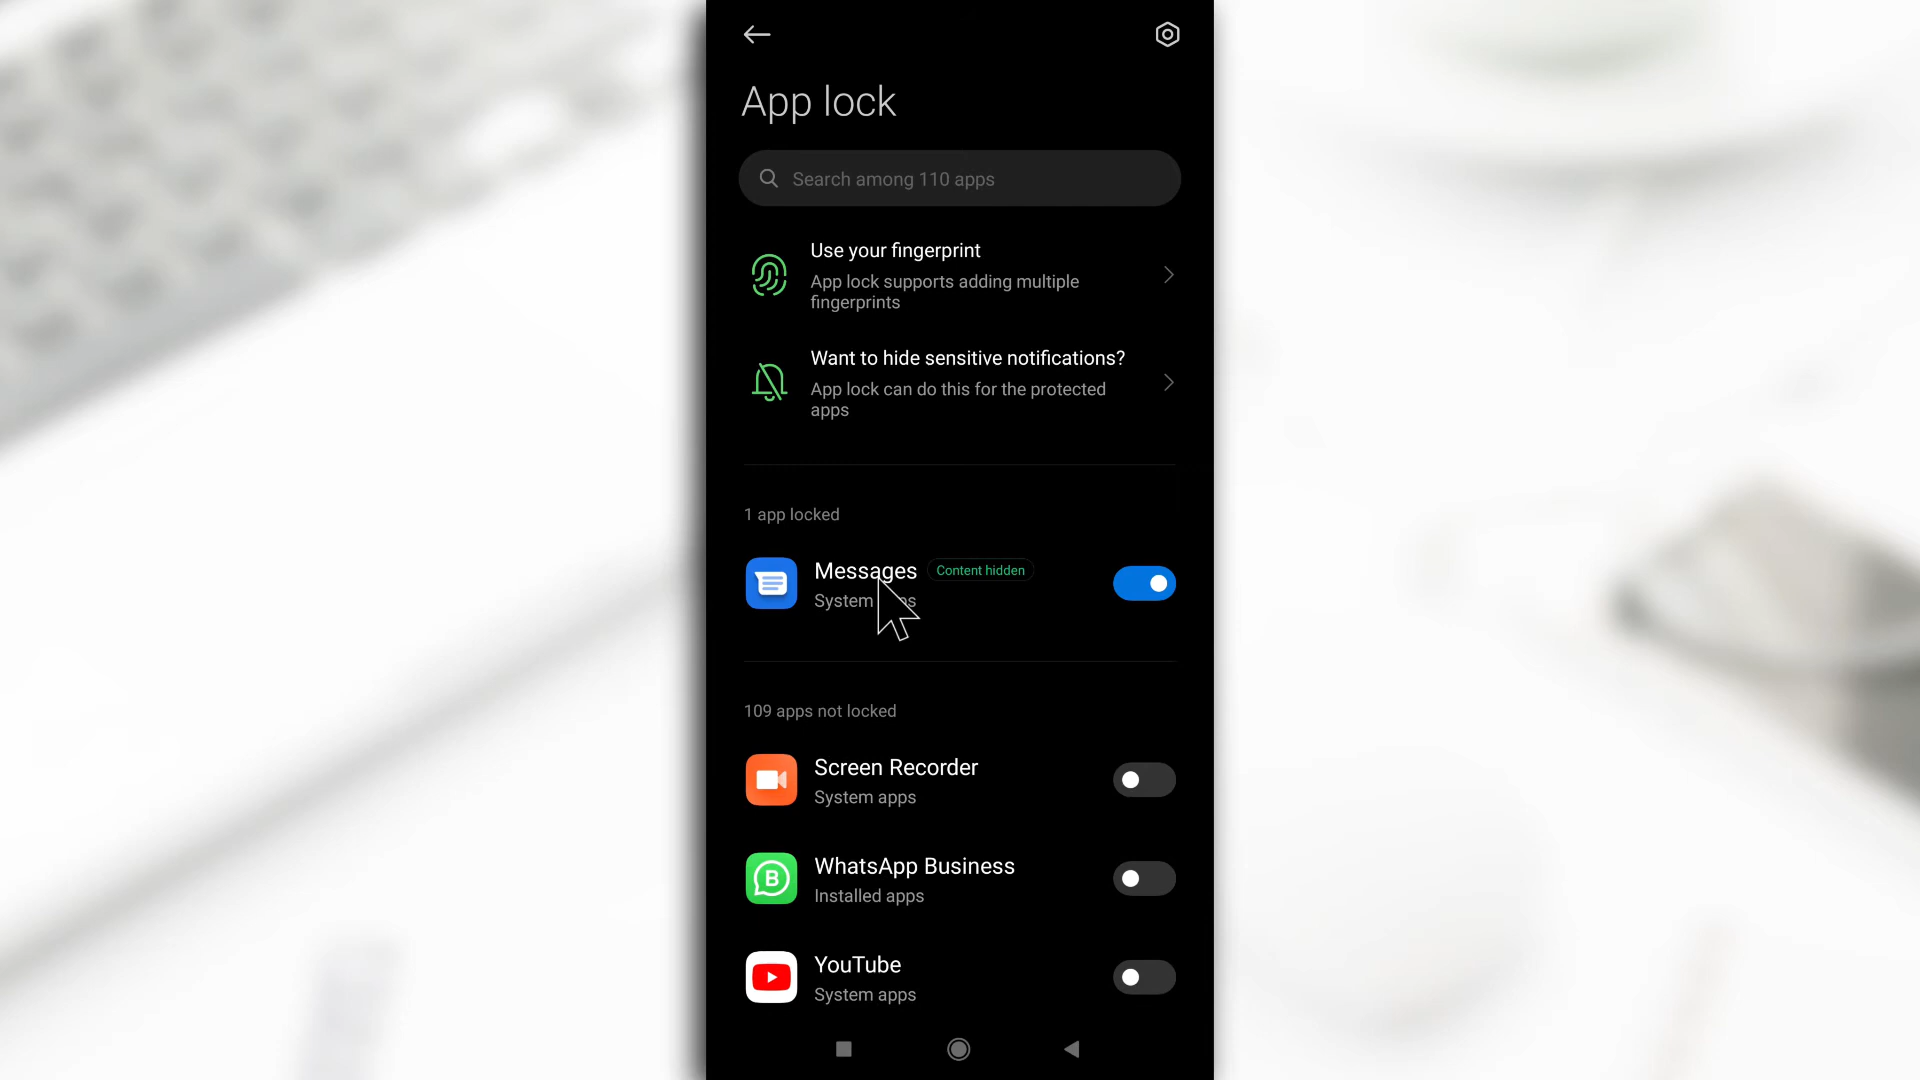 App lock
Search among 110 apps
Use your fingerprint
App lock supports adding multiple
fingerprints
Want to hide sensitive notifications?
App lock can do this for the protected
apps
1 app locked
Messages Content hidden
System
109 apps not locked
Screen Recorder
System apps
B
WhatsApp Business
Installed apps
YouTube
System apps